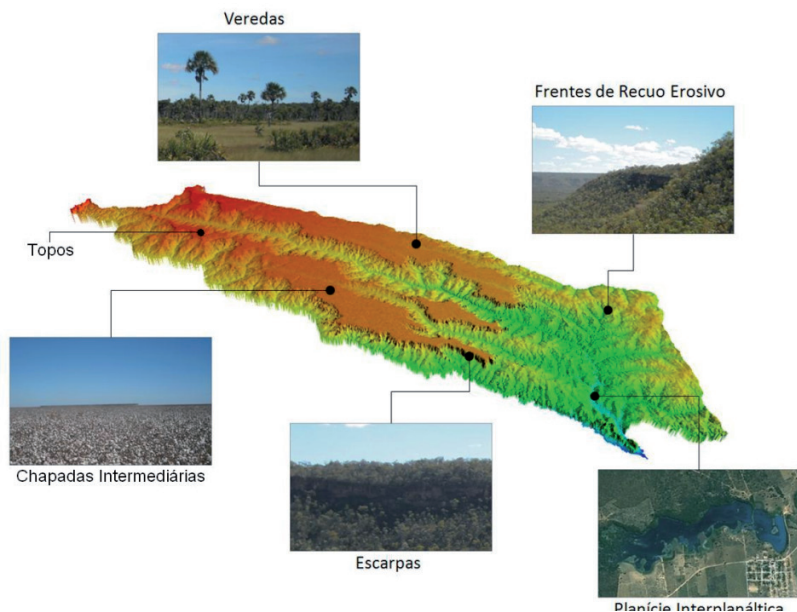 Veredas
Frentes de Recuo Erosivo
Topos
Chapadas Intermediárias
Escarpas
Planície Interplanáltica